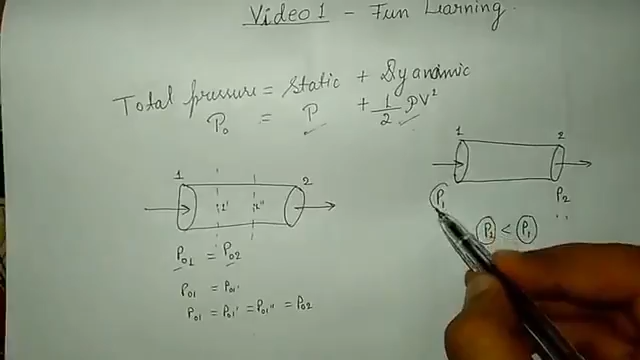 Video 1 - Fun Learning.
Total pressure = Static + Dyanamic
P₀ = P + 1/2 ρV²
1 2
1' 1''
P₀₁ = P₀₂
P₀₁ = P₀₁'
P₀₁ = P₀₁' = P₀₁'' = P₀₂
1 2
P₁ P₂
P₂ < P₁